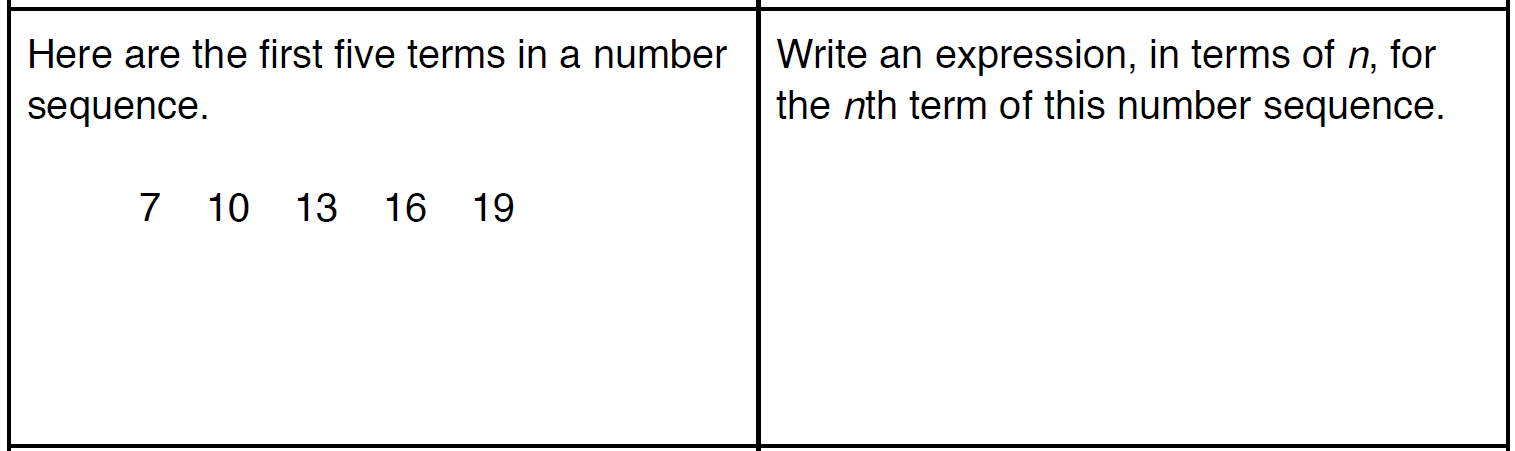 Here are the first five terms in a number
sequence.
7 10 13 16 19
Write an expression, in terms of n, for
the nth term of this number sequence.